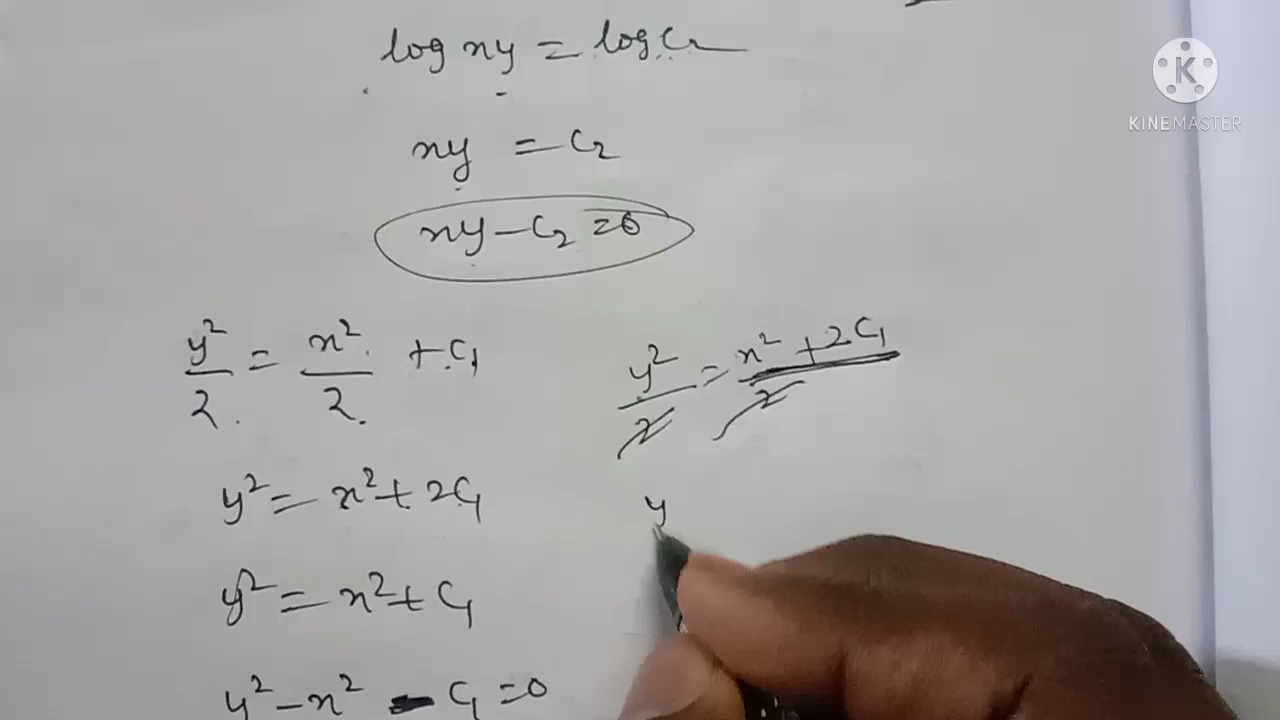 log xy = log C2
xy = C2
xy - C2 = 0
y²/2 = x²/2 + C1
y² = x² + 2C1
y² = x² + C1
y² - x² - C1 = 0
y²/2 = x² + 2C1/2
y
K
KINEMASTER